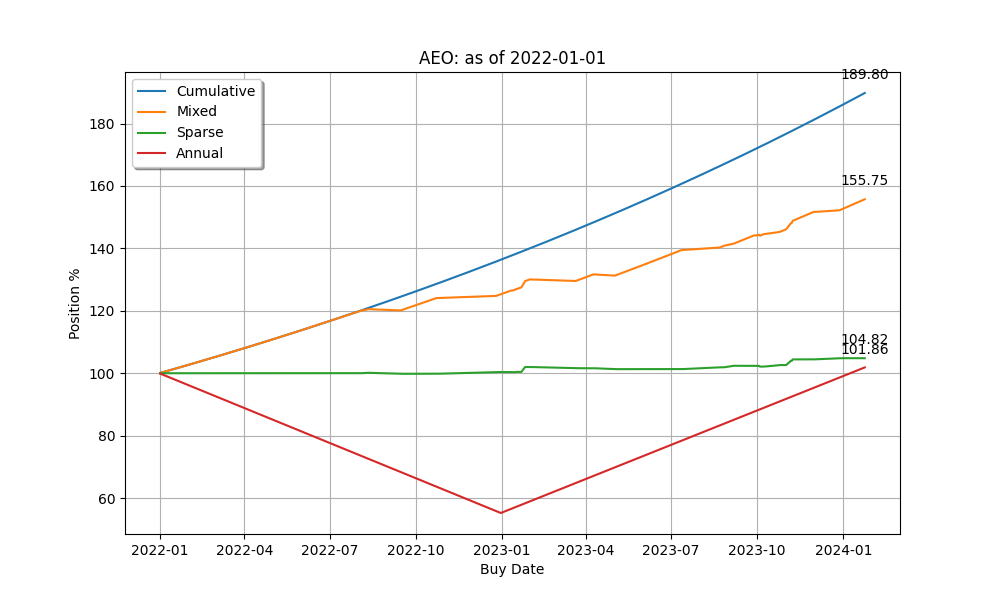 AEO: as of 2022-01-01
189.80
Cumulative
Mixed
Sparse
Annual
180
155.75
160
140
120
104.82
101.86
100
80
60
Position %
2022-01 2022-04 2022-07 2022-10 2023-01 2023-04 2023-07 2023-10 2024-01
Buy Date